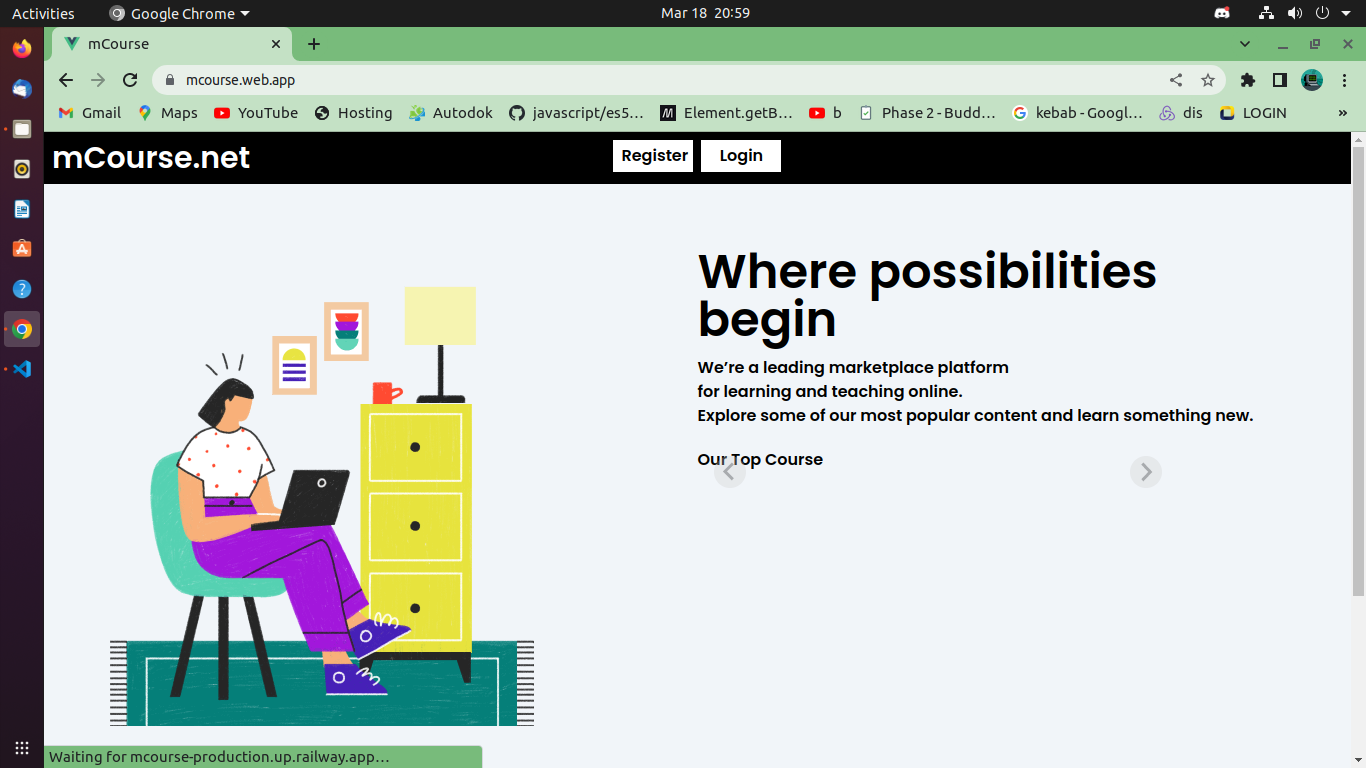 Activities Google Chrome Mar 18 20:59
mCourse
mcourse.web.app
Gmail Maps YouTube Hosting Autodok javascript/es5… Element.getB… b Phase 2 - Budd… kebab - Googl… dis LOGIN »
mCourse.net Register Login
Where possibilities
begin
We’re a leading marketplace platform
for learning and teaching online.
Explore some of our most popular content and learn something new.
Our Top Course
Waiting for mcourse-production.up.railway.app…